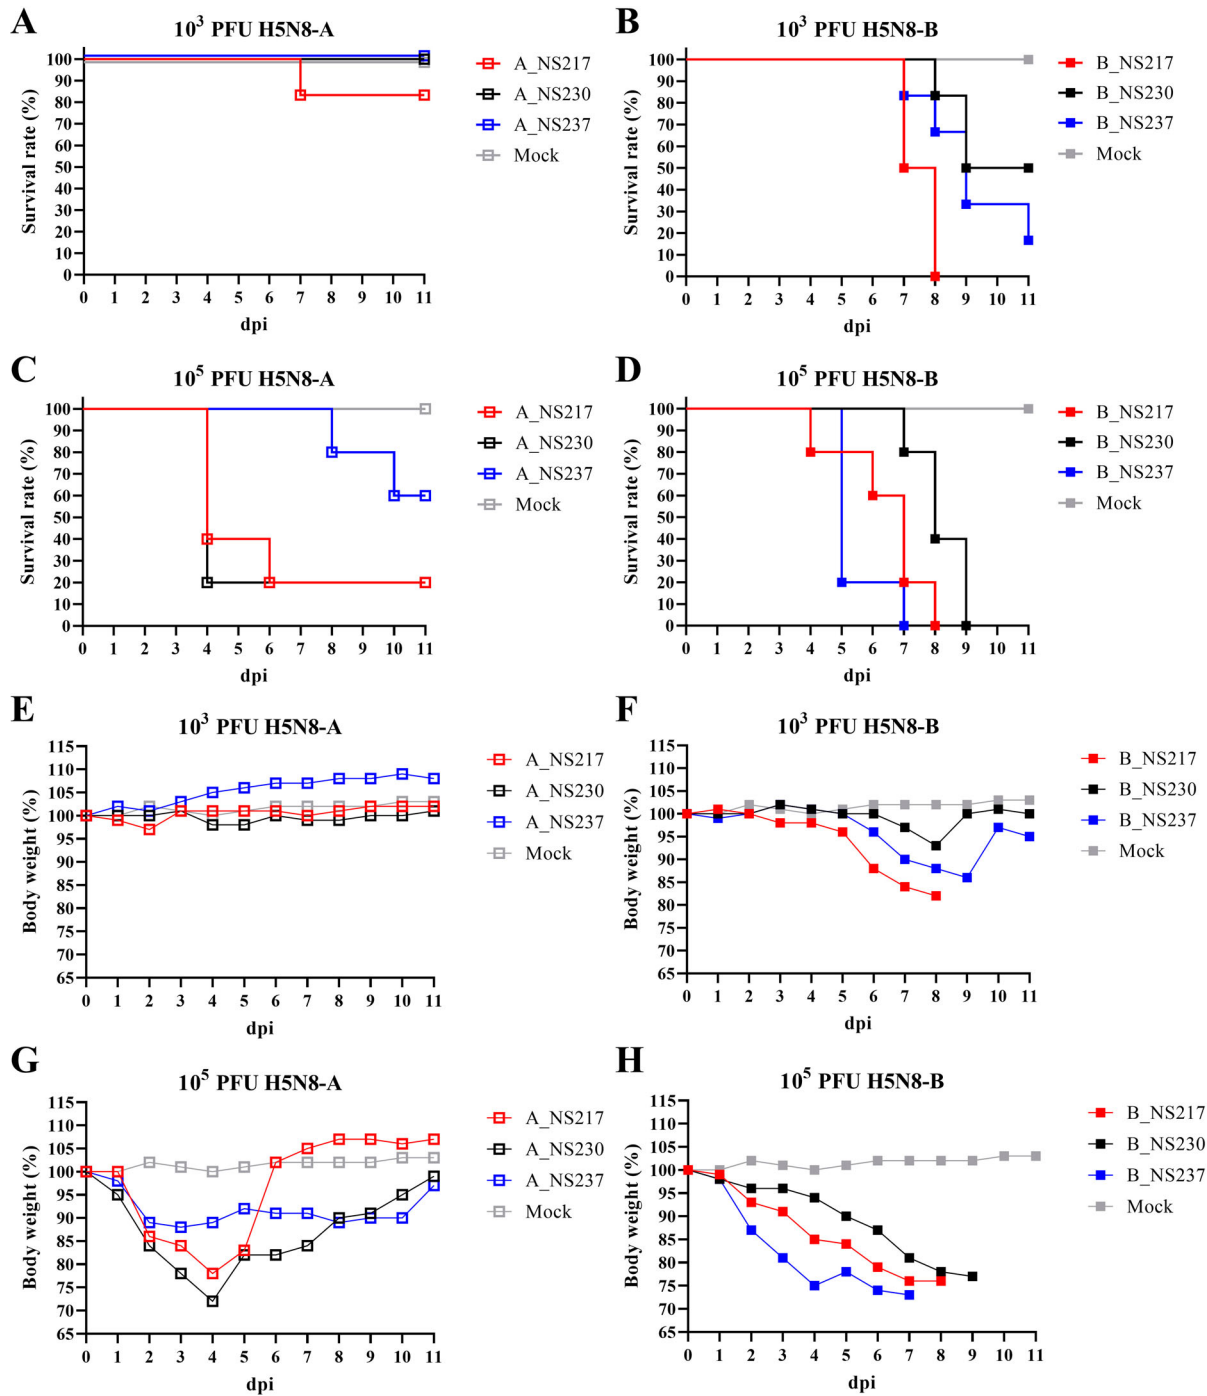 A
10³ PFU H5N8-A
Survival rate (%)
100
90
80
70
60
50
40
30
20
10
0
0 1 2 3 4 5 6 7 8 9 10 11
dpi
A_NS217
A_NS230
A_NS237
Mock
B
10³ PFU H5N8-B
Survival rate (%)
100
90
80
70
60
50
40
30
20
10
0
0 1 2 3 4 5 6 7 8 9 10 11
dpi
B_NS217
B_NS230
B_NS237
Mock
C
10⁵ PFU H5N8-A
Survival rate (%)
100
90
80
70
60
50
40
30
20
10
0
0 1 2 3 4 5 6 7 8 9 10 11
dpi
A_NS217
A_NS230
A_NS237
Mock
D
10⁵ PFU H5N8-B
Survival rate (%)
100
90
80
70
60
50
40
30
20
10
0
0 1 2 3 4 5 6 7 8 9 10 11
dpi
B_NS217
B_NS230
B_NS237
Mock
E
10³ PFU H5N8-A
Body weight (%)
115
110
105
100
95
90
85
80
75
70
65
0 1 2 3 4 5 6 7 8 9 10 11
dpi
A_NS217
A_NS230
A_NS237
Mock
F
10³ PFU H5N8-B
Body weight (%)
115
110
105
100
95
90
85
80
75
70
65
0 1 2 3 4 5 6 7 8 9 10 11
dpi
B_NS217
B_NS230
B_NS237
Mock
G
10⁵ PFU H5N8-A
Body weight (%)
115
110
105
100
95
90
85
80
75
70
65
0 1 2 3 4 5 6 7 8 9 10 11
dpi
A_NS217
A_NS230
A_NS237
Mock
H
10⁵ PFU H5N8-B
Body weight (%)
115
110
105
100
95
90
85
80
75
70
65
0 1 2 3 4 5 6 7 8 9 10 11
dpi
B_NS217
B_NS230
B_NS237
Mock